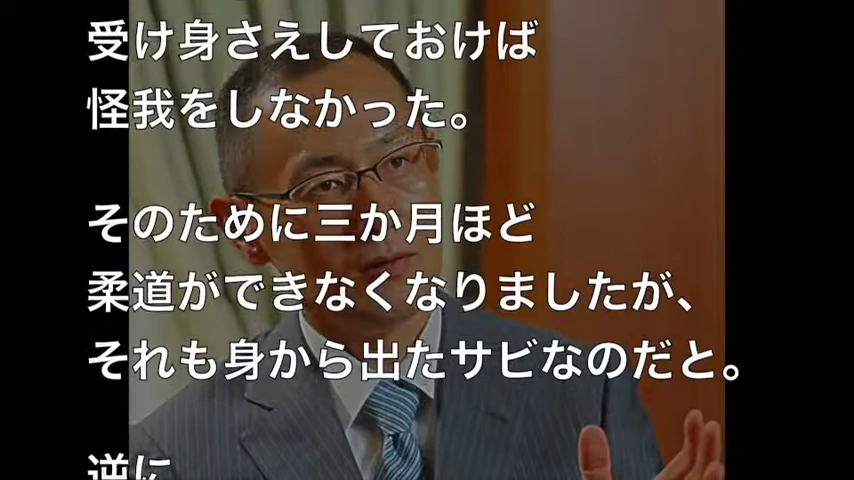 受け身さえしておけば
怪我をしなかった。
そのために三か月ほど
柔道ができなくなりましたが、
それも身から出たサビなのだと。
逆に